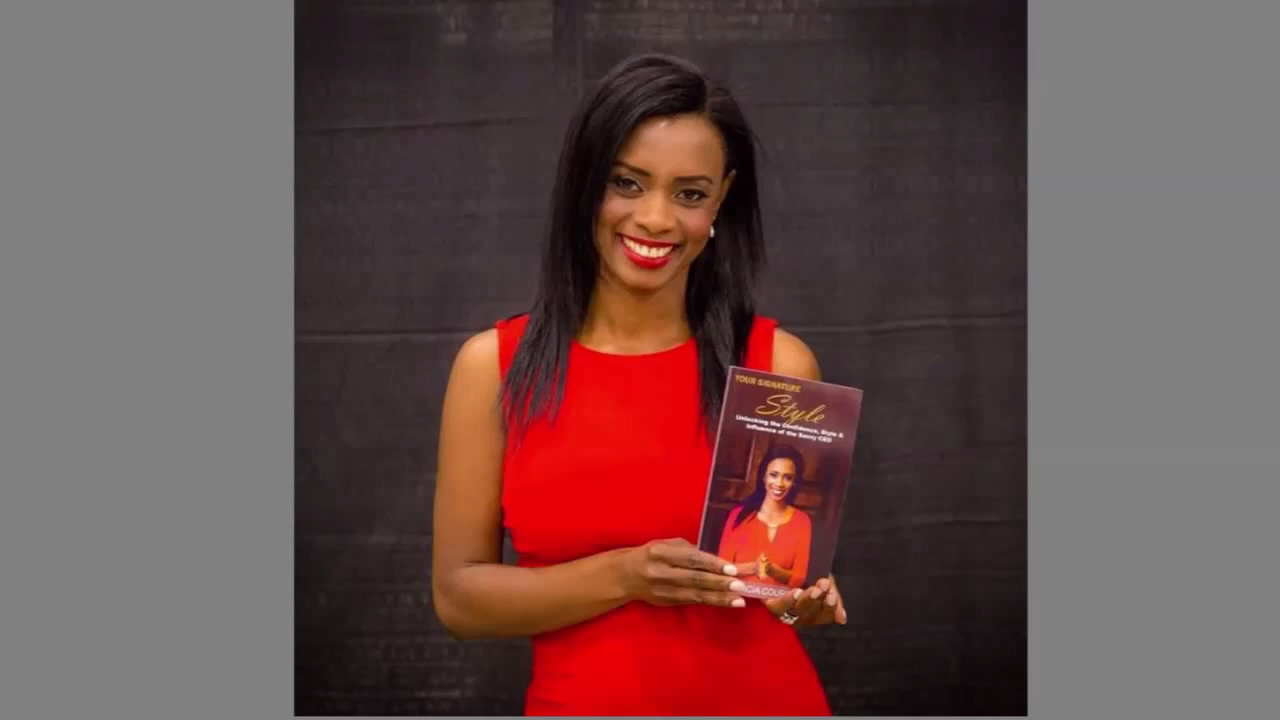 YOUR SIGNATURE
Style
Unlocking the Confidence, Style &
Influence of the Savvy CEO